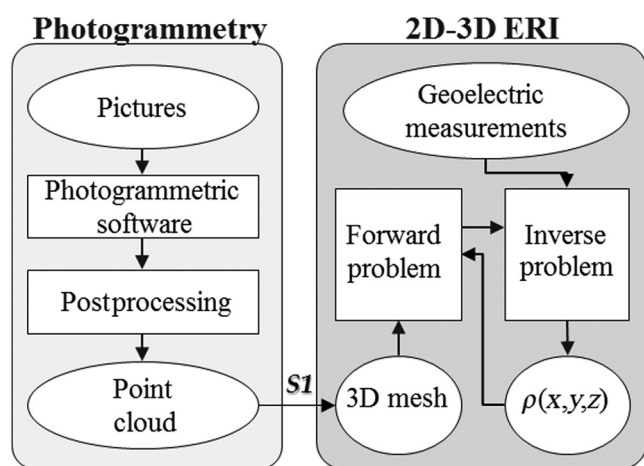 Photogrammetry
Pictures
Photogrammetric
software
Postprocessing
Point
cloud
S1
2D-3D ERI
Geoelectric
measurements
Forward
problem
Inverse
problem
3D mesh
ρ(x,y,z)